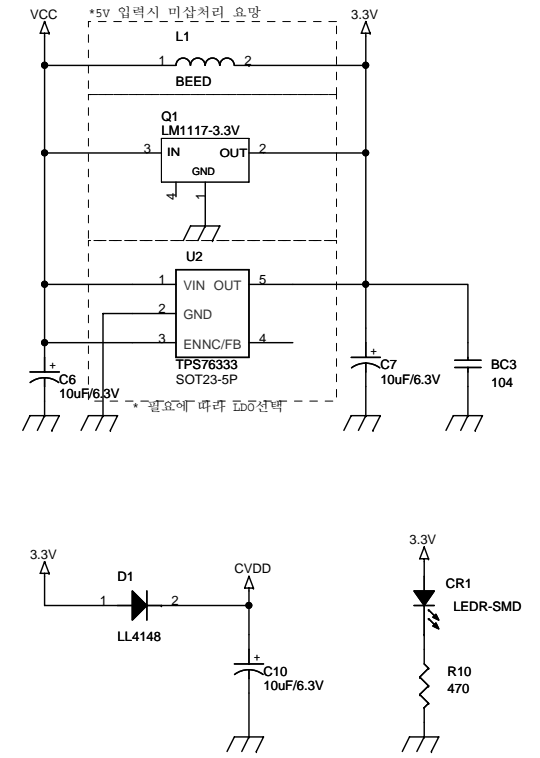 VCC
*5V 입력시 미삽처리 요망
3.3V
L1
1 2
BEED
Q1
LM1117-3.3V
3 IN OUT 2
GND
4 1
U2
1 VIN OUT 5
2 GND
3 ENNC/FB 4
TPS76333
SOT23-5P
+ C6
10uF/6.3V
+ C7
10uF/6.3V
BC3
104
* 필요에 따라 LDO선택
3.3V
D1
1 2
LL4148
CVDD
+ C10
10uF/6.3V
3.3V
CR1
LEDR-SMD
R10
470